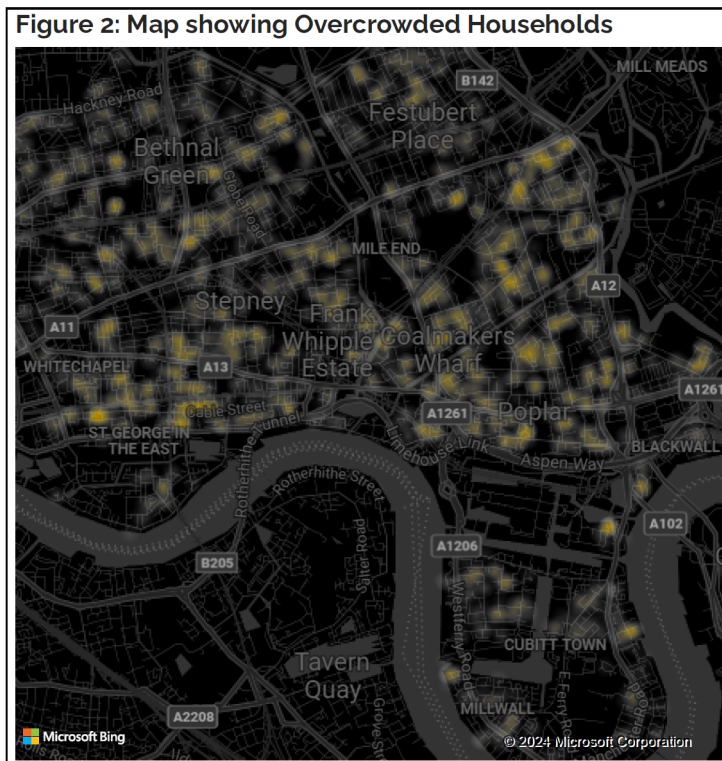 Figure 2: Map showing Overcrowded Households
MILL MEADS
B142
Hackney Road
Festubert
Place
Bethnal
Green
Globe Road
MILE END
A12
Stepney
Frank
Whipple
Estate
Coalmakers
Wharf
A11
WHITECHAPEL
A13
A1261
Cable Street
A1261
Poplar
ST GEORGE IN
THE EAST
Rotherhithe Tunnel
Limehouse Link
BLACKWALL
Aspen Way
Rotherhithe Street
A102
Salter Road
A1206
B205
Westferry Road
CUBITT TOWN
Tavern
Quay
E Ferry Road
MILLWALL
A2208
Microsoft Bing
© 2024 Microsoft Corporation